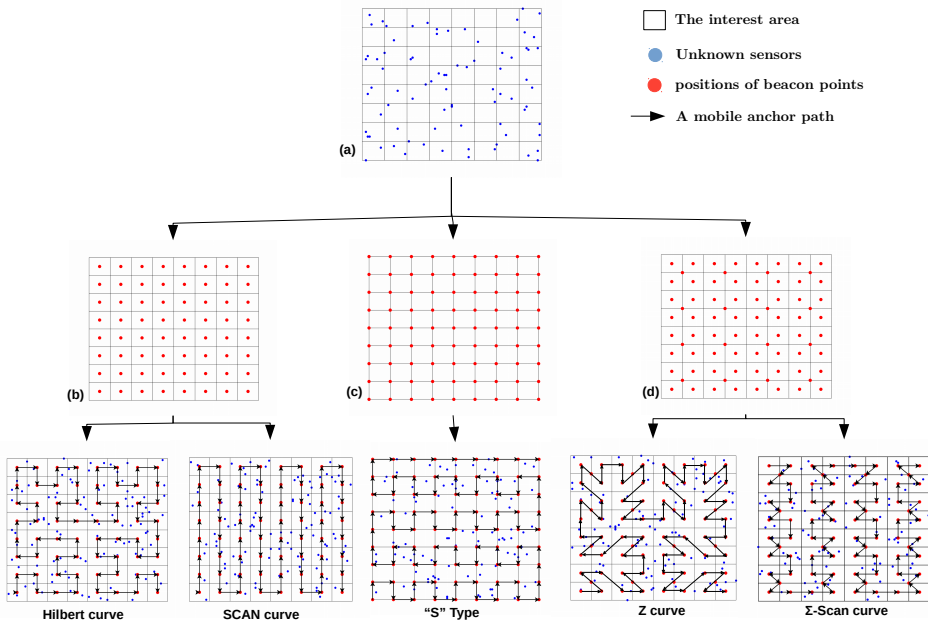 The interest area
Unknown sensors
positions of beacon points
A mobile anchor path
(a)
(b)
(c)
(d)
Hilbert curve
SCAN curve
“S” Type
Z curve
Σ-Scan curve